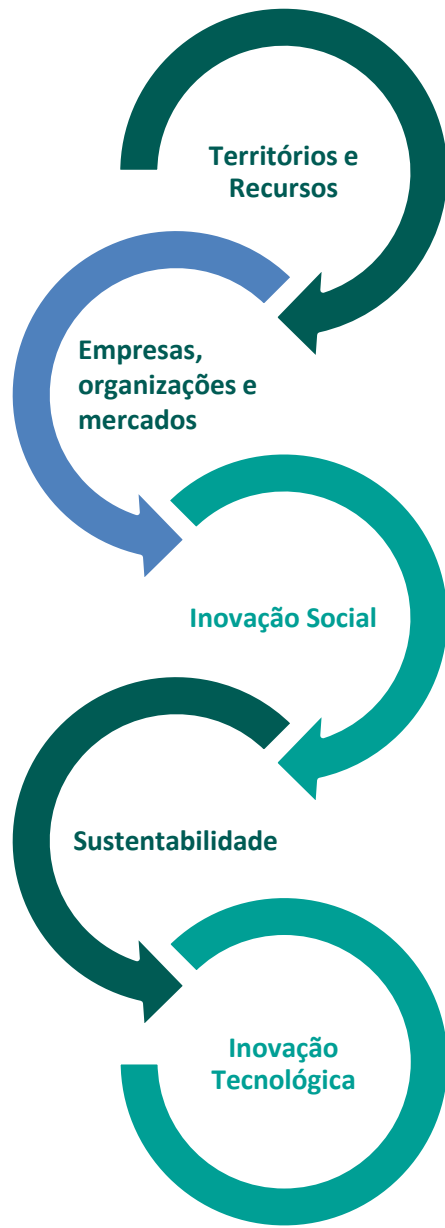 Territórios e
Recursos
Empresas,
organizações e
mercados
Inovação Social
Sustentabilidade
Inovação
Tecnológica